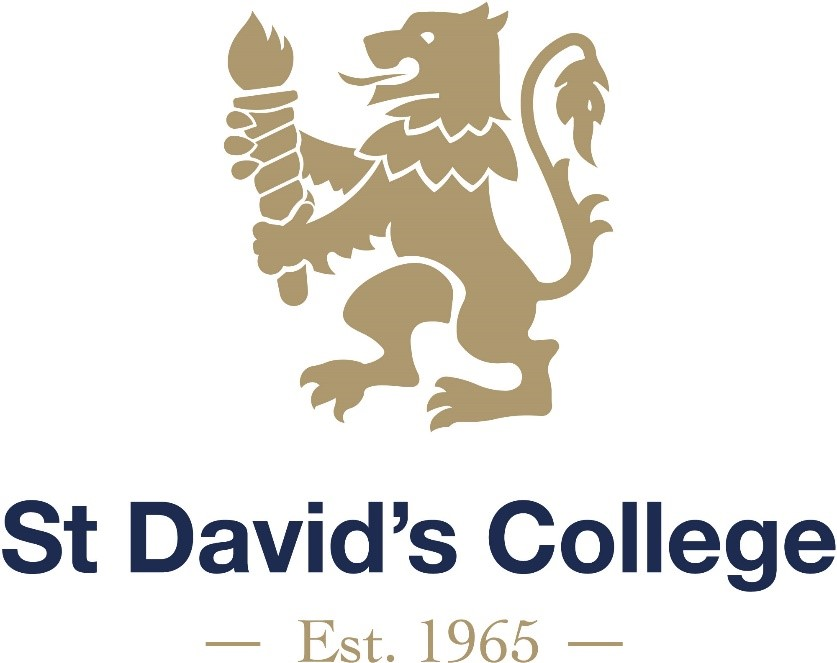 St David’s College
— Est. 1965 —